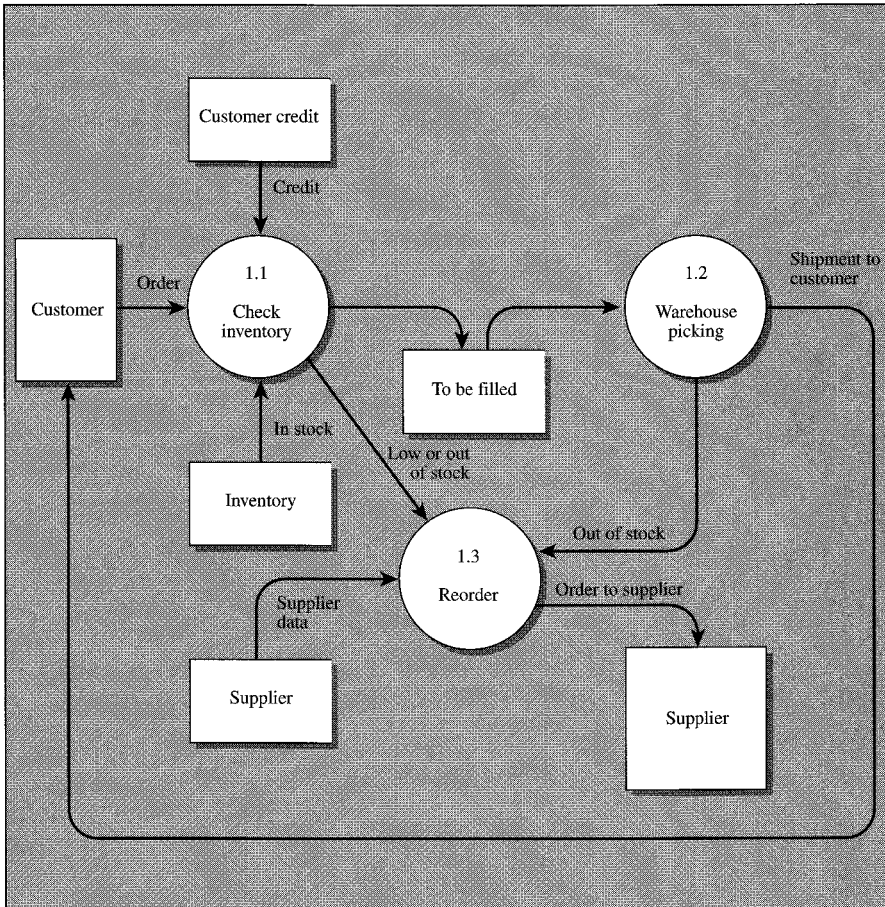 Customer credit
Credit
Customer
Order
1.1
Check
inventory
1.2
Warehouse
picking
Shipment to
customer
To be filled
In stock
Inventory
Low or out
of stock
Out of stock
1.3
Reorder
Supplier
data
Order to supplier
Supplier
Supplier